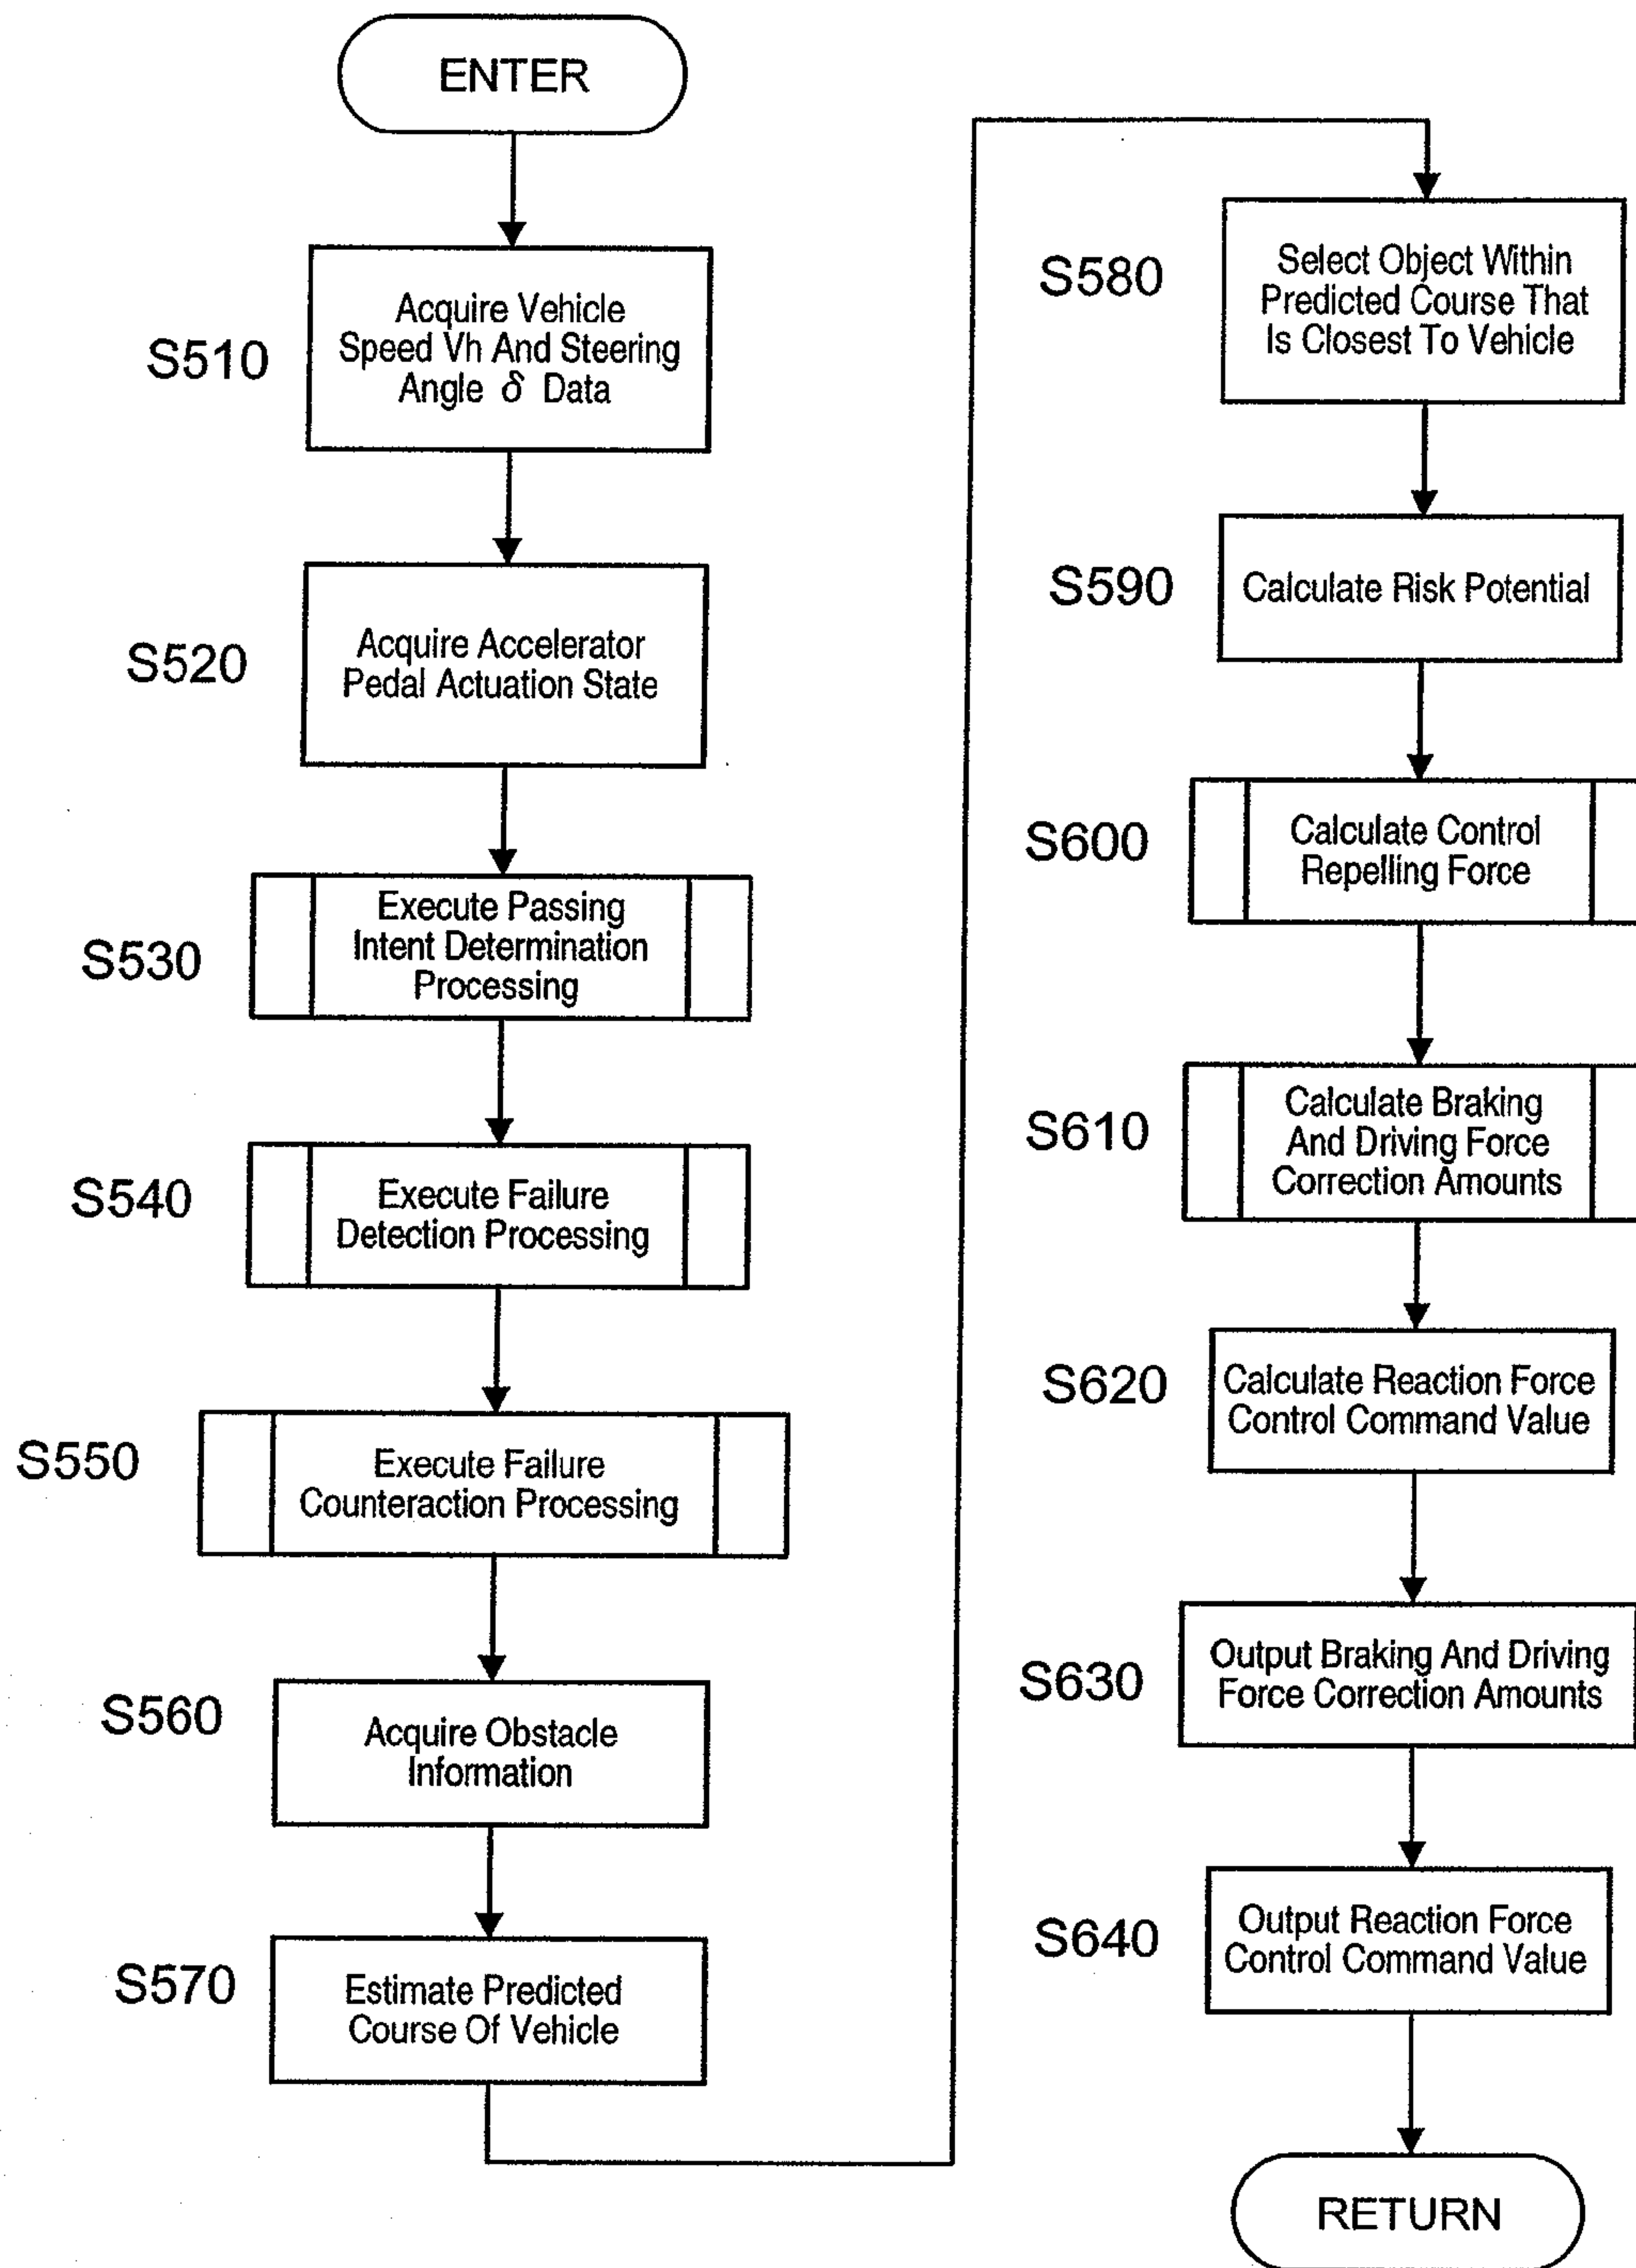 ENTER
S510
Acquire Vehicle
Speed Vh And Steering
Angle δ Data
S520
Acquire Accelerator
Pedal Actuation State
S530
Execute Passing
Intent Determination
Processing
S540
Execute Failure
Detection Processing
S550
Execute Failure
Counteraction Processing
S560
Acquire Obstacle
Information
S570
Estimate Predicted
Course Of Vehicle
S580
Select Object Within
Predicted Course That
Is Closest To Vehicle
S590
Calculate Risk Potential
S600
Calculate Control
Repelling Force
S610
Calculate Braking
And Driving Force
Correction Amounts
S620
Calculate Reaction Force
Control Command Value
S630
Output Braking And Driving
Force Correction Amounts
S640
Output Reaction Force
Control Command Value
RETURN